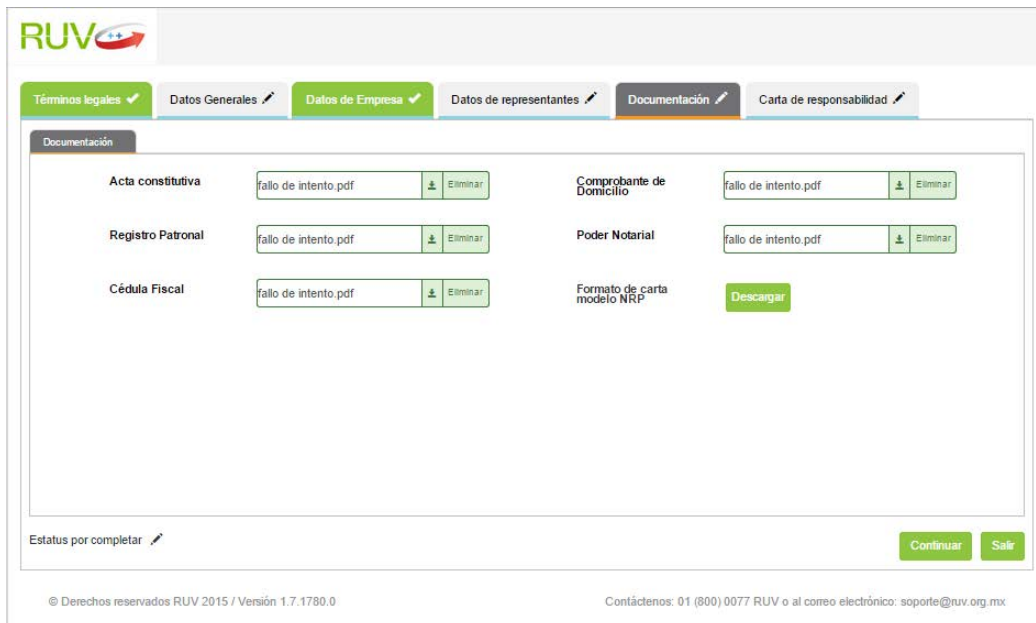 RUV ++
Términos legales
Datos Generales
Datos de Empresa
Datos de representantes
Documentación
Carta de responsabilidad
Documentación
Acta constitutiva
fallo de intento.pdf
Eliminar
Comprobante de
Domicilio
fallo de intento.pdf
Eliminar
Registro Patronal
fallo de intento.pdf
Eliminar
Poder Notarial
fallo de intento.pdf
Eliminar
Cédula Fiscal
fallo de intento.pdf
Eliminar
Formato de carta
modelo NRP
Descargar
Estatus por completar
Continuar
Salir
© Derechos reservados RUV 2015 / Versión 1.7.1780.0
Contáctenos: 01 (800) 0077 RUV o al correo electrónico: soporte@ruv.org.mx